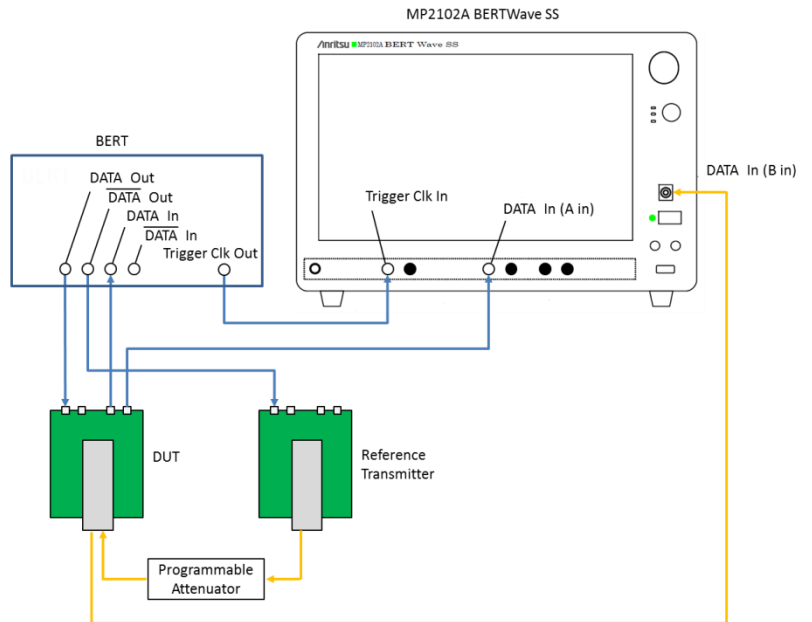 MP2102A BERTWave SS
Anritsu MP2102A BERT Wave SS
BERT
DATA Out
DATA Out
DATA In
DATA In
Trigger Clk Out
Trigger Clk In
DATA In (A in)
DATA In (B in)
DUT
Reference
Transmitter
Programmable
Attenuator